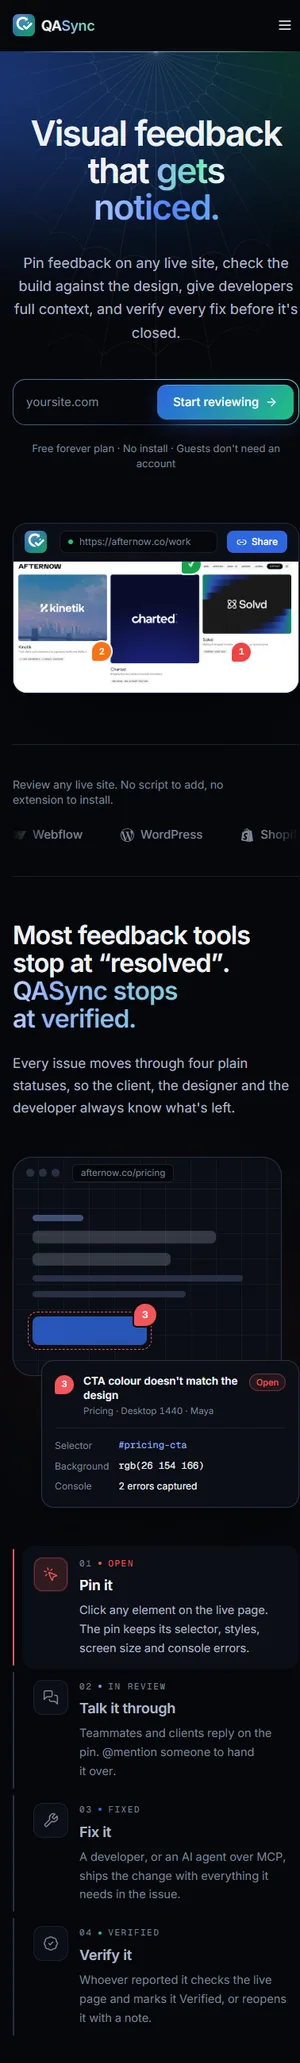 QASync
Visual feedback
that gets
noticed.
Pin feedback on any live site, check the
build against the design, give developers
full context, and verify every fix before it's
closed.
yoursite.com
Start reviewing →
Free forever plan · No install · Guests don't need an
account
https://afternow.co/work
Share
AFTERNOW
kinetik
charted
Solvd
Kinetik
2
Solvd
1
Charted
Review any live site. No script to add, no
extension to install.
Webflow
WordPress
Shopif
Most feedback tools
stop at “resolved”.
QASync stops
at verified.
Every issue moves through four plain
statuses, so the client, the designer and the
developer always know what's left.
afternow.co/pricing
3
3
CTA colour doesn't match the
design
Open
Pricing · Desktop 1440 · Maya
Selector #pricing-cta
Background rgb(26 154 166)
Console 2 errors captured
01 • OPEN
Pin it
Click any element on the live page.
The pin keeps its selector, styles,
screen size and console errors.
02 • IN REVIEW
Talk it through
Teammates and clients reply on the
pin. @mention someone to hand
it over.
03 • FIXED
Fix it
A developer, or an AI agent over MCP,
ships the change with everything it
needs in the issue.
04 • VERIFIED
Verify it
Whoever reported it checks the live
page and marks it Verified, or reopens
it with a note.